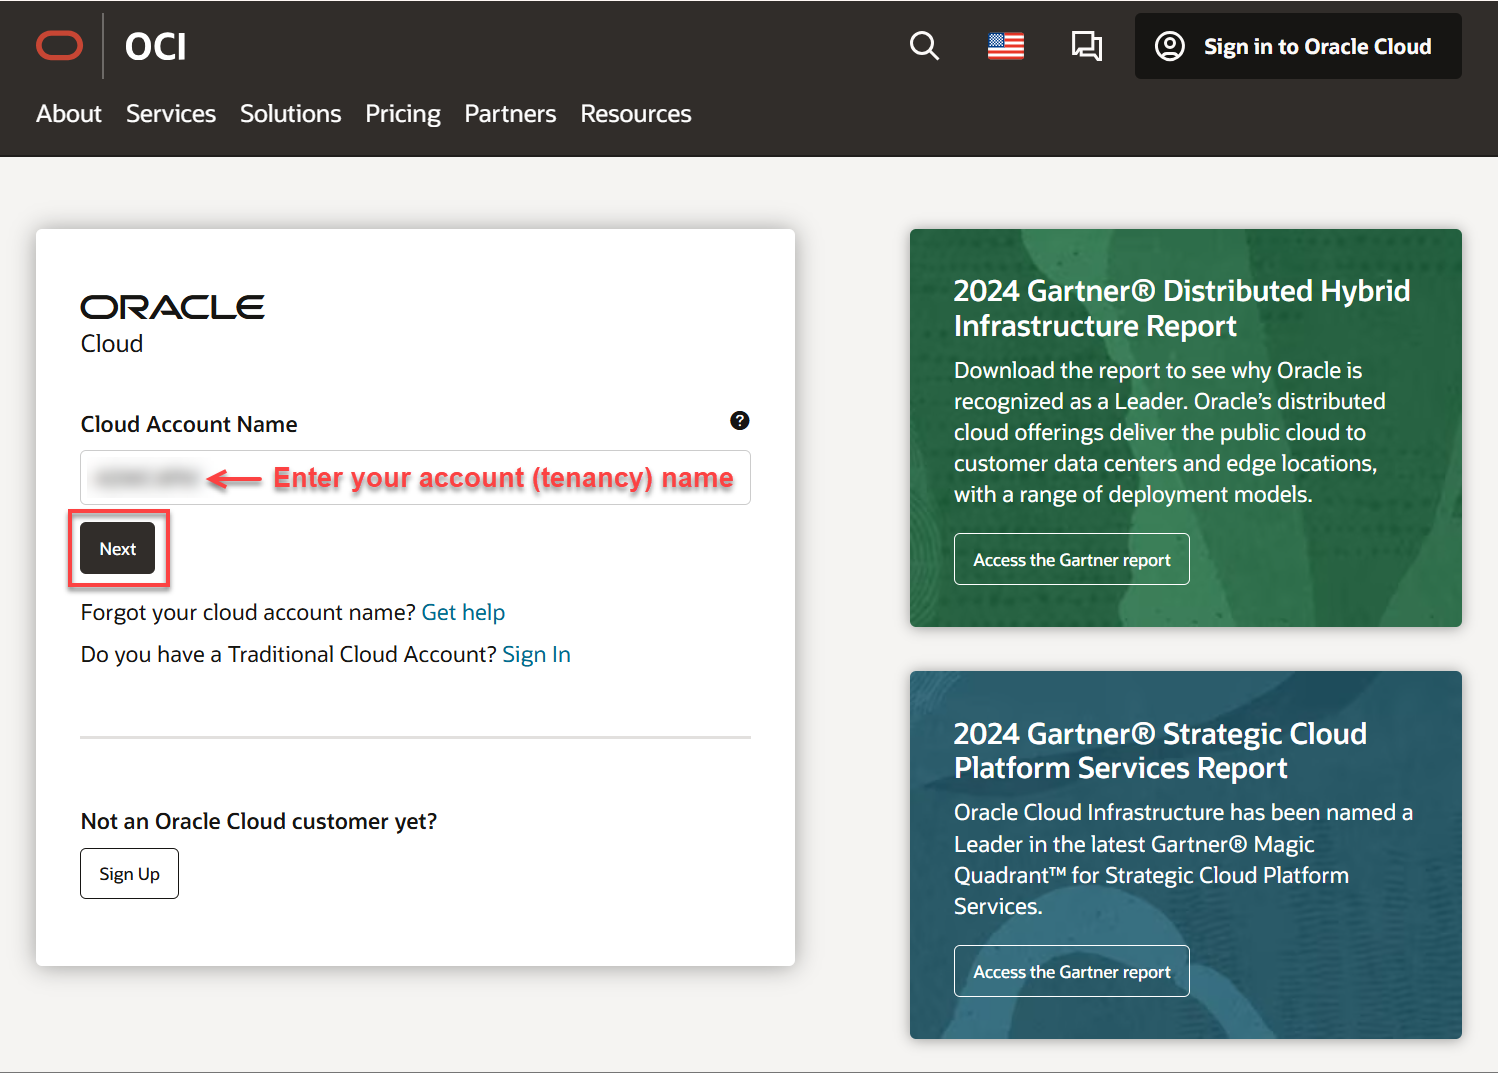 OCI
Sign in to Oracle Cloud
About Services Solutions Pricing Partners Resources
ORACLE
Cloud
Cloud Account Name
?
Enter your account (tenancy) name
Next
Forgot your cloud account name? Get help
Do you have a Traditional Cloud Account? Sign In
Not an Oracle Cloud customer yet?
Sign Up
2024 Gartner® Distributed Hybrid
Infrastructure Report
Download the report to see why Oracle is
recognized as a Leader. Oracle’s distributed
cloud offerings deliver the public cloud to
customer data centers and edge locations,
with a range of deployment models.
Access the Gartner report
2024 Gartner® Strategic Cloud
Platform Services Report
Oracle Cloud Infrastructure has been named a
Leader in the latest Gartner® Magic
Quadrant™ for Strategic Cloud Platform
Services.
Access the Gartner report